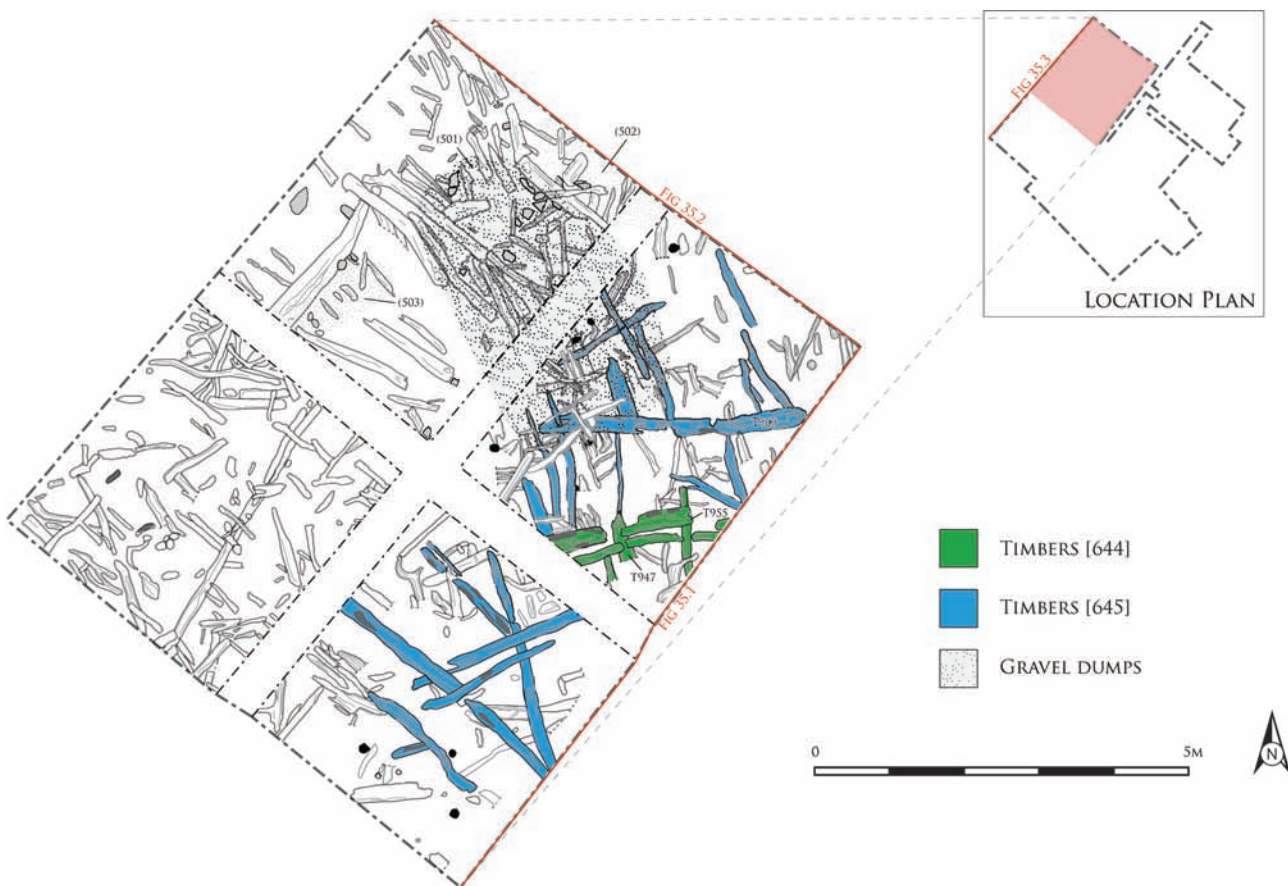 (501)
(502)
FIG 35.3
FIG 35.2
LOCATION PLAN
(503)
T955
TIMBERS [644]
T947
FIG 35.1
TIMBERS [645]
GRAVEL DUMPS
0
5M
N